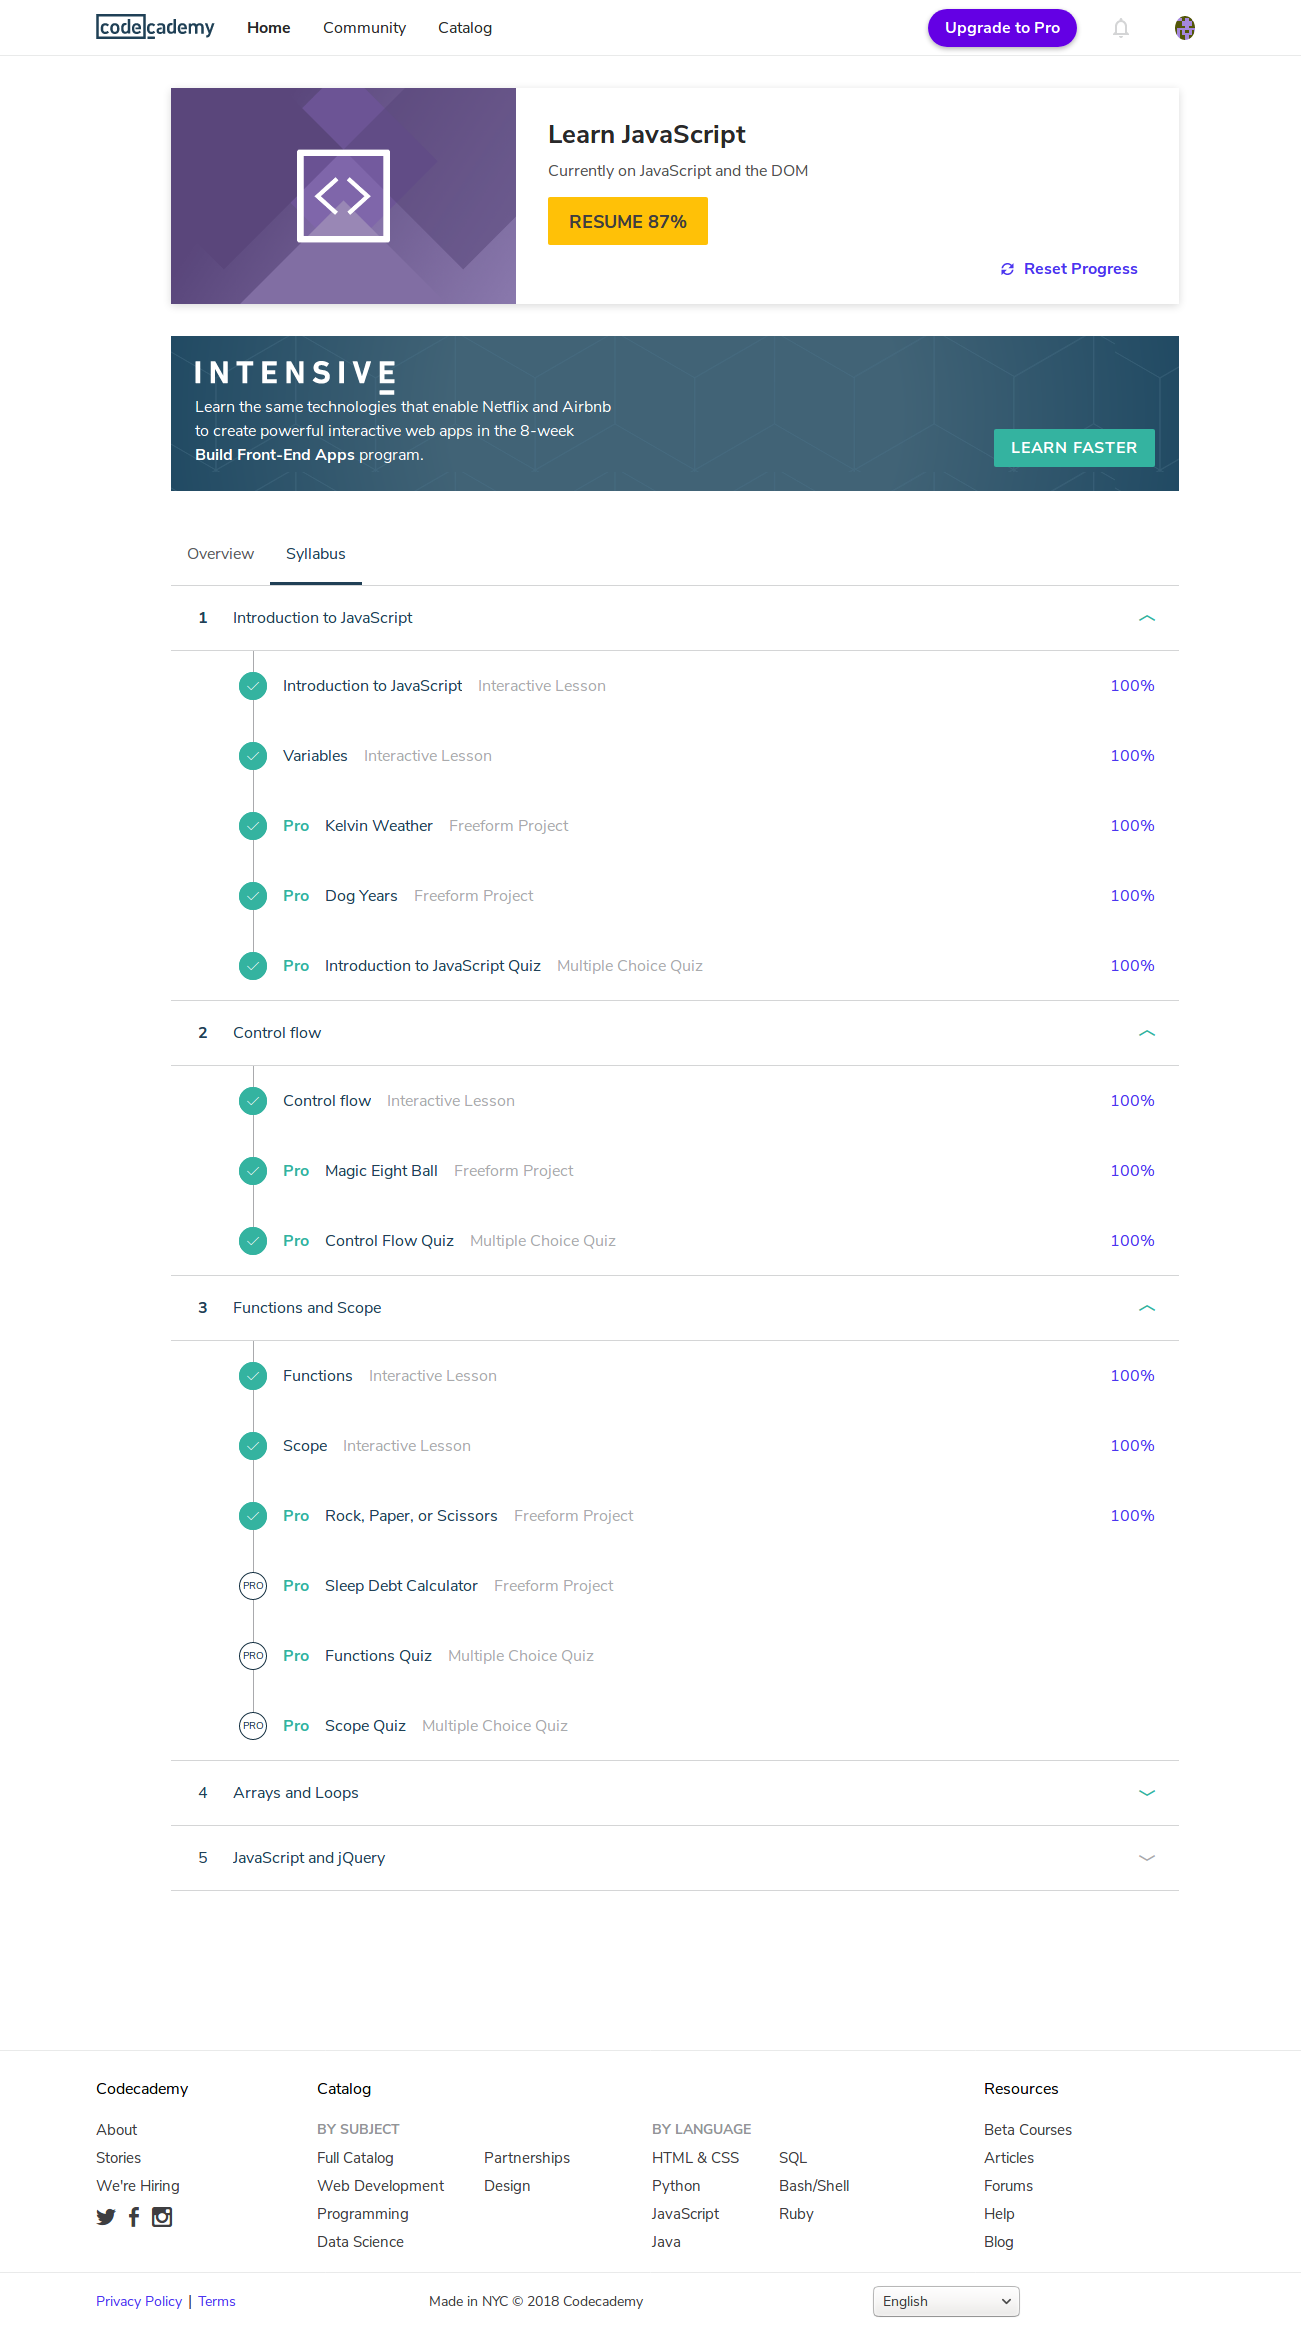 codecademy Home Community Catalog Upgrade to Pro
Learn JavaScript
Currently on JavaScript and the DOM
RESUME 87%
Reset Progress
INTENSIVE
Learn the same technologies that enable Netflix and Airbnb
to create powerful interactive web apps in the 8-week
Build Front-End Apps program.
LEARN FASTER
Overview Syllabus
1 Introduction to JavaScript
Introduction to JavaScript Interactive Lesson 100%
Variables Interactive Lesson 100%
Pro Kelvin Weather Freeform Project 100%
Pro Dog Years Freeform Project 100%
Pro Introduction to JavaScript Quiz Multiple Choice Quiz 100%
2 Control flow
Control flow Interactive Lesson 100%
Pro Magic Eight Ball Freeform Project 100%
Pro Control Flow Quiz Multiple Choice Quiz 100%
3 Functions and Scope
Functions Interactive Lesson 100%
Scope Interactive Lesson 100%
Pro Rock, Paper, or Scissors Freeform Project 100%
PRO Pro Sleep Debt Calculator Freeform Project
PRO Pro Functions Quiz Multiple Choice Quiz
PRO Pro Scope Quiz Multiple Choice Quiz
4 Arrays and Loops
5 JavaScript and jQuery
Codecademy Catalog Resources
About BY SUBJECT BY LANGUAGE Beta Courses
Stories Full Catalog Partnerships HTML & CSS SQL Articles
We're Hiring Web Development Design Python Bash/Shell Forums
Programming JavaScript Ruby Help
Data Science Java Blog
Privacy Policy | Terms Made in NYC © 2018 Codecademy English